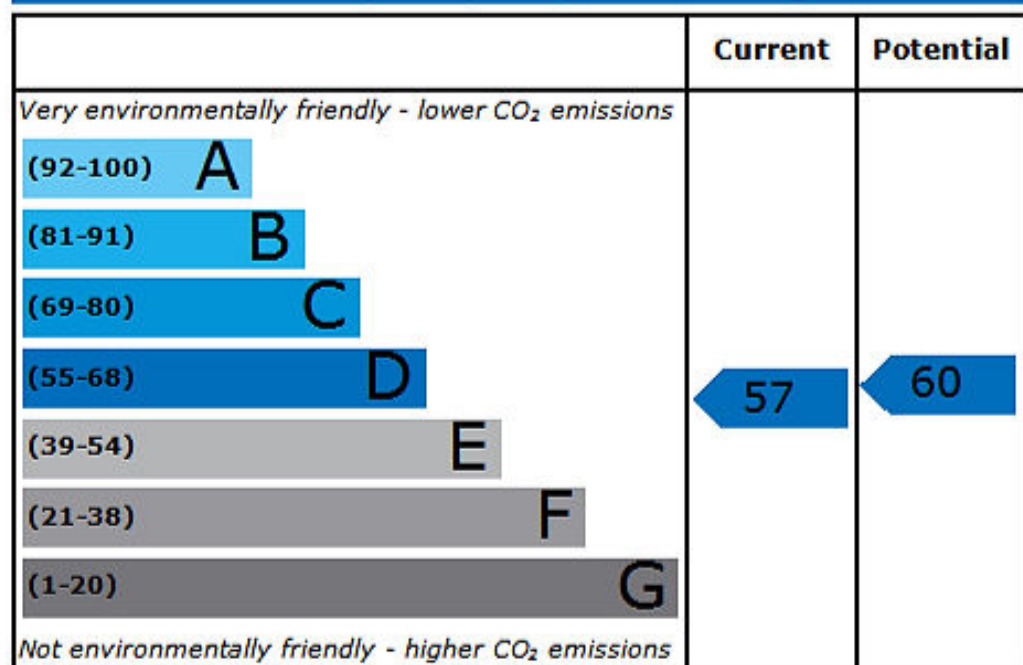 Current Potential
Very environmentally friendly - lower CO₂ emissions
(92-100) A
(81-91) B
(69-80) C
(55-68) D
57 60
(39-54) E
(21-38) F
(1-20) G
Not environmentally friendly - higher CO₂ emissions